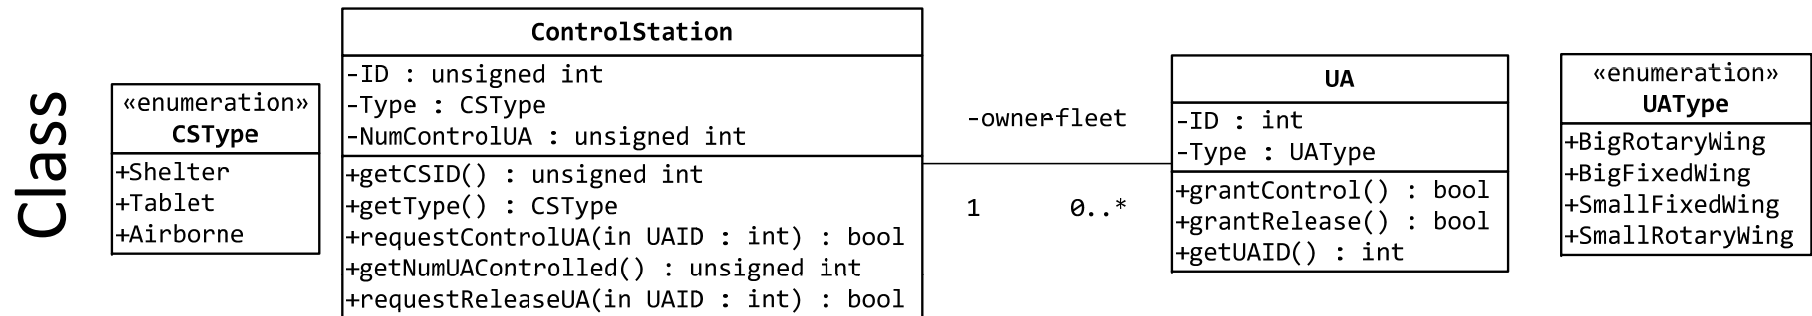 Class
«enumeration»
CSType
+Shelter
+Tablet
+Airborne
ControlStation
-ID : unsigned int
-Type : CSType
-NumControlUA : unsigned int
+getCSID() : unsigned int
+getType() : CSType
+requestControlUA(in UAID : int) : bool
+getNumUAControlled() : unsigned int
+requestReleaseUA(in UAID : int) : bool
-owner
-fleet
1
0..*
UA
-ID : int
-Type : UAType
+grantControl() : bool
+grantRelease() : bool
+getUAID() : int
«enumeration»
UAType
+BigRotaryWing
+BigFixedWing
+SmallFixedWing
+SmallRotaryWing